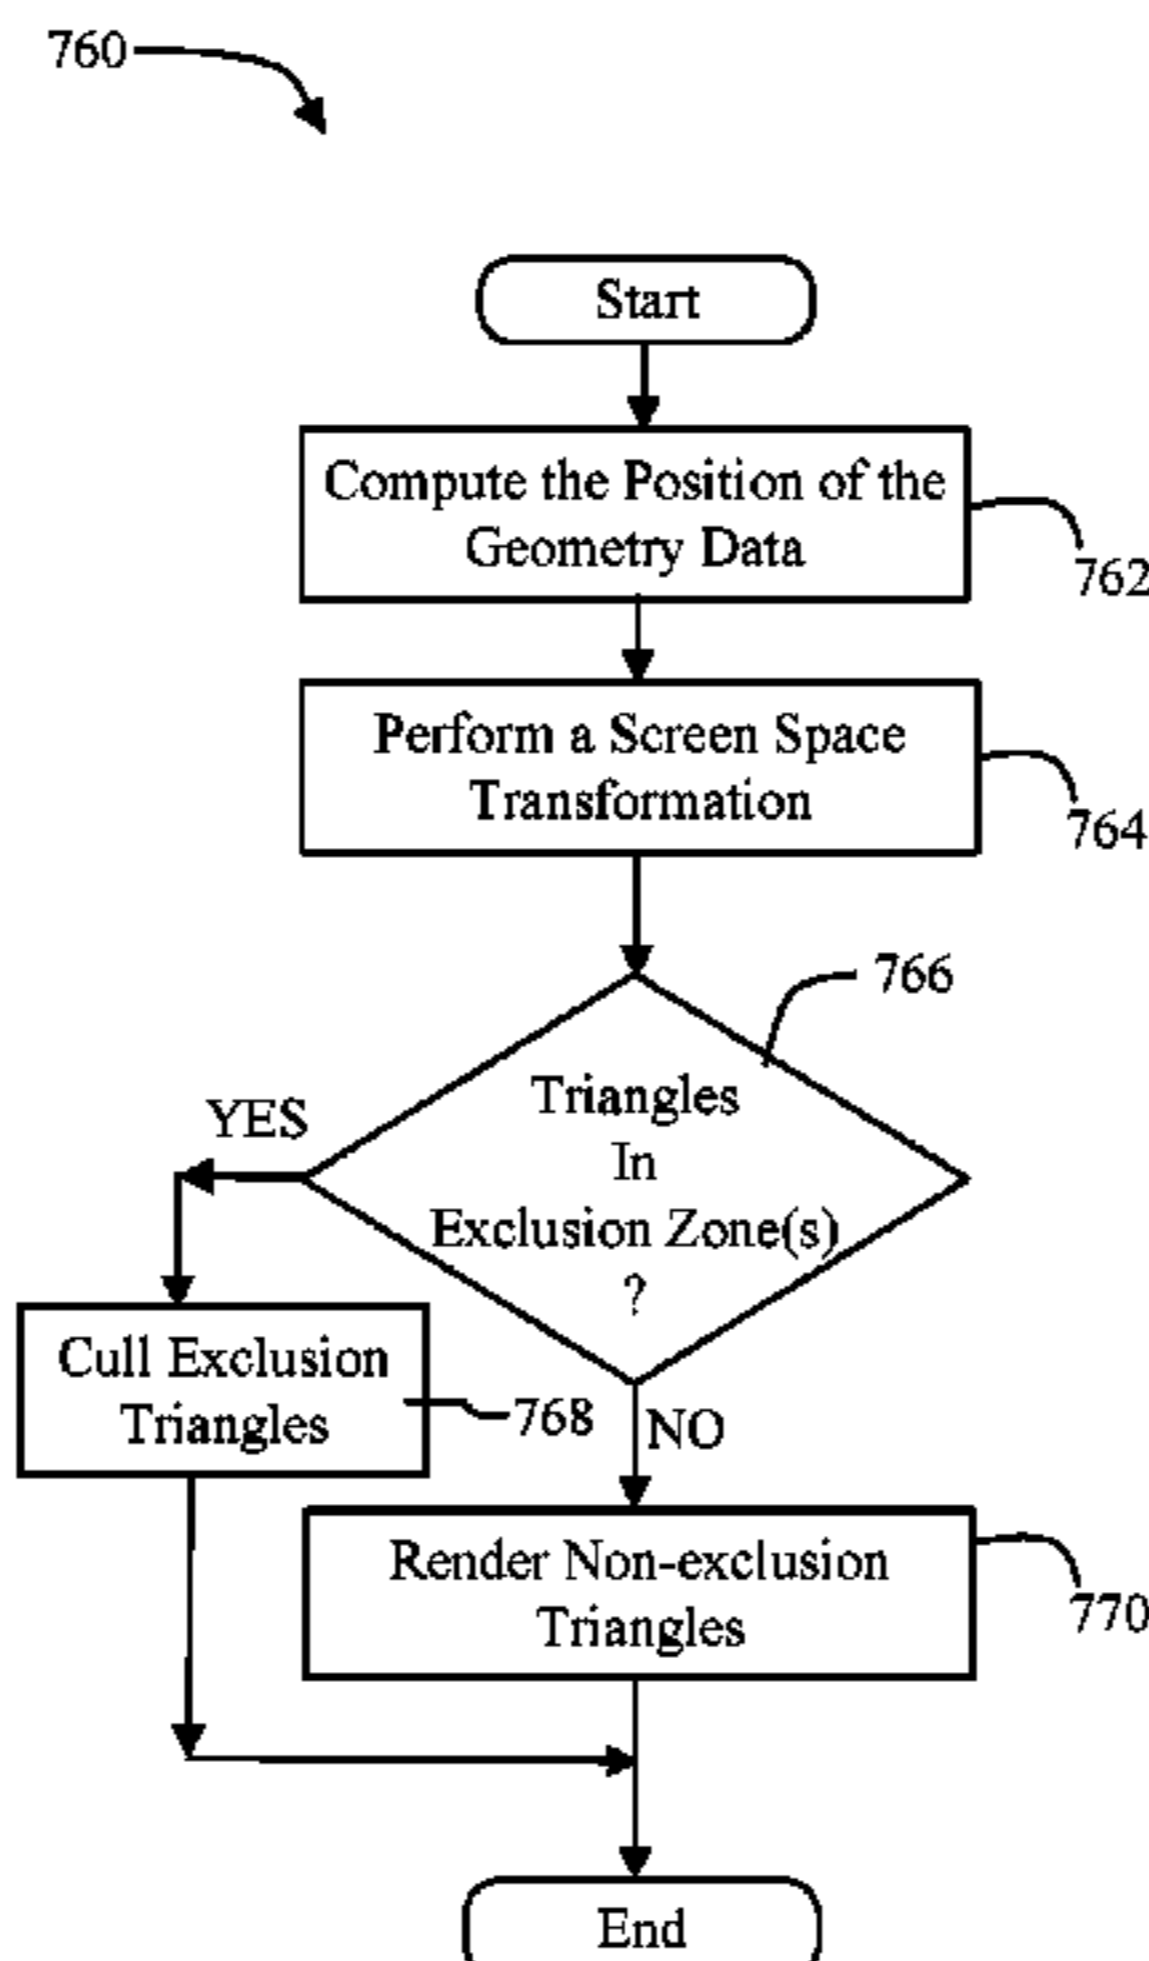 760
Start
Compute the Position of the
Geometry Data
762
Perform a Screen Space
Transformation
764
766
Triangles
In
Exclusion Zone(s)
?
YES
Cull Exclusion
Triangles
768
NO
Render Non-exclusion
Triangles
770
End